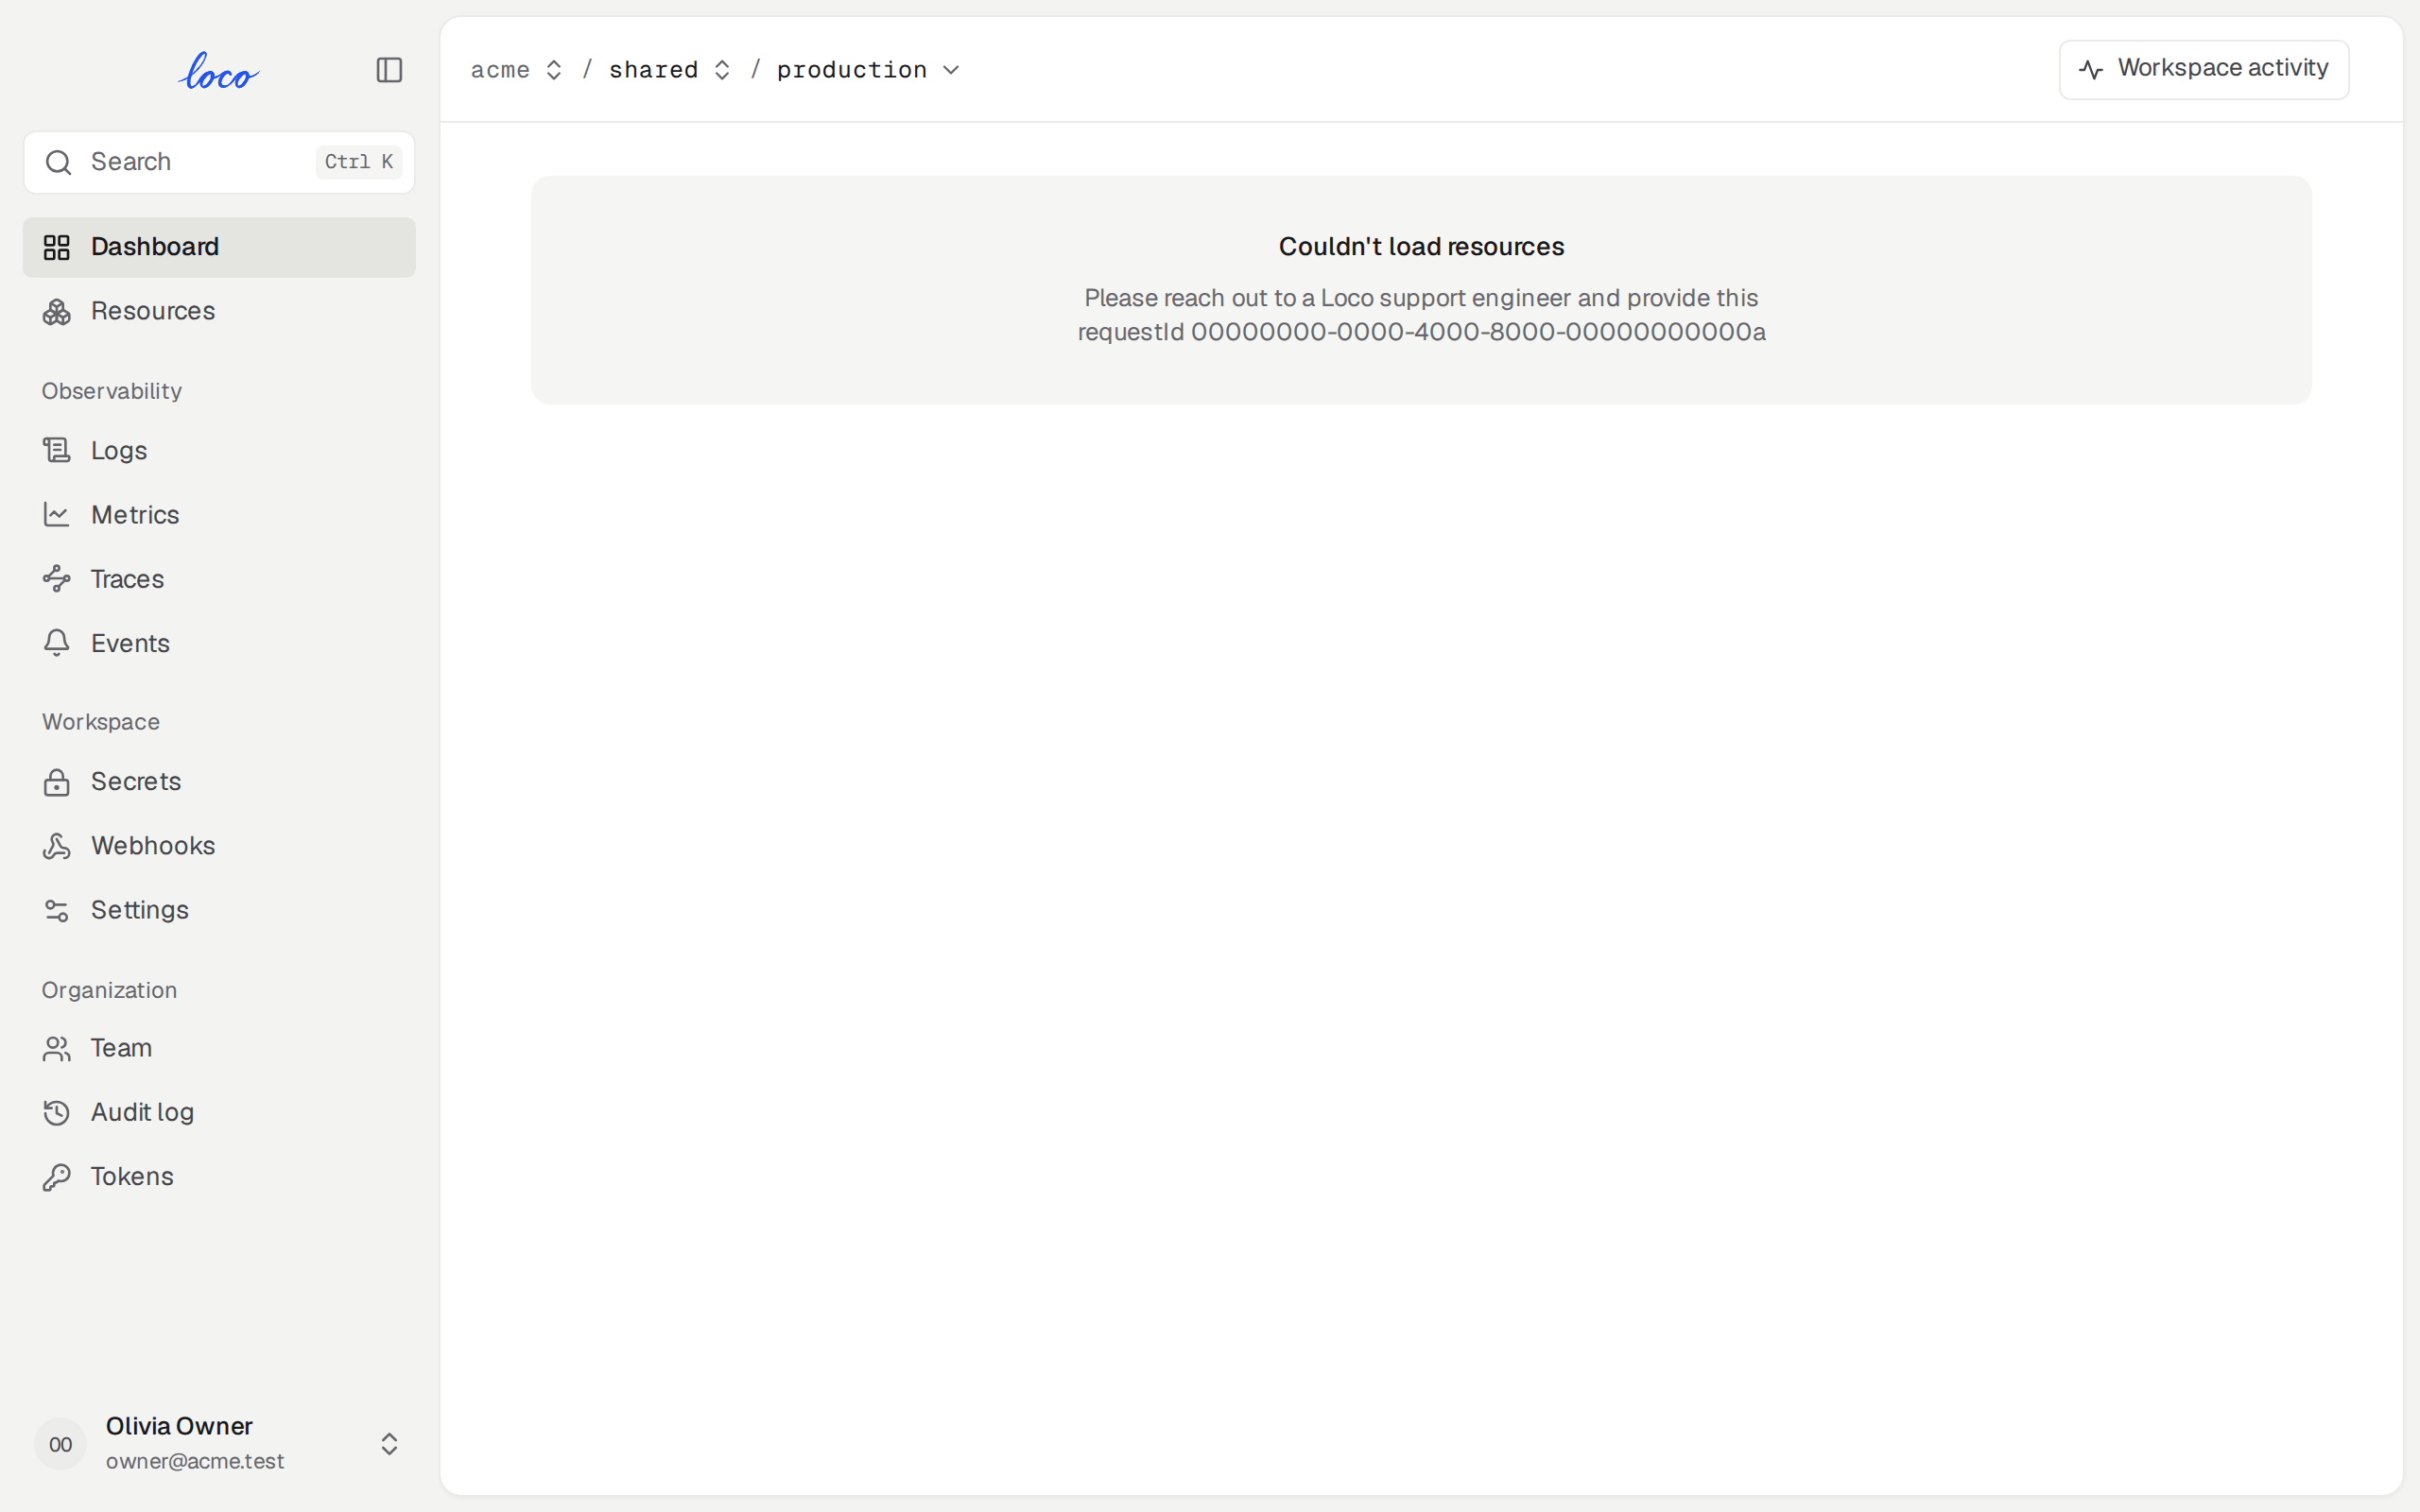 loco
Search
Ctrl K
Dashboard
Resources
Observability
Logs
Metrics
Traces
Events
Workspace
Secrets
Webhooks
Settings
Organization
Team
Audit log
Tokens
OO
Olivia Owner
owner@acme.test
acme / shared / production
Workspace activity
Couldn't load resources
Please reach out to a Loco support engineer and provide this
requestId 00000000-0000-4000-8000-00000000000a